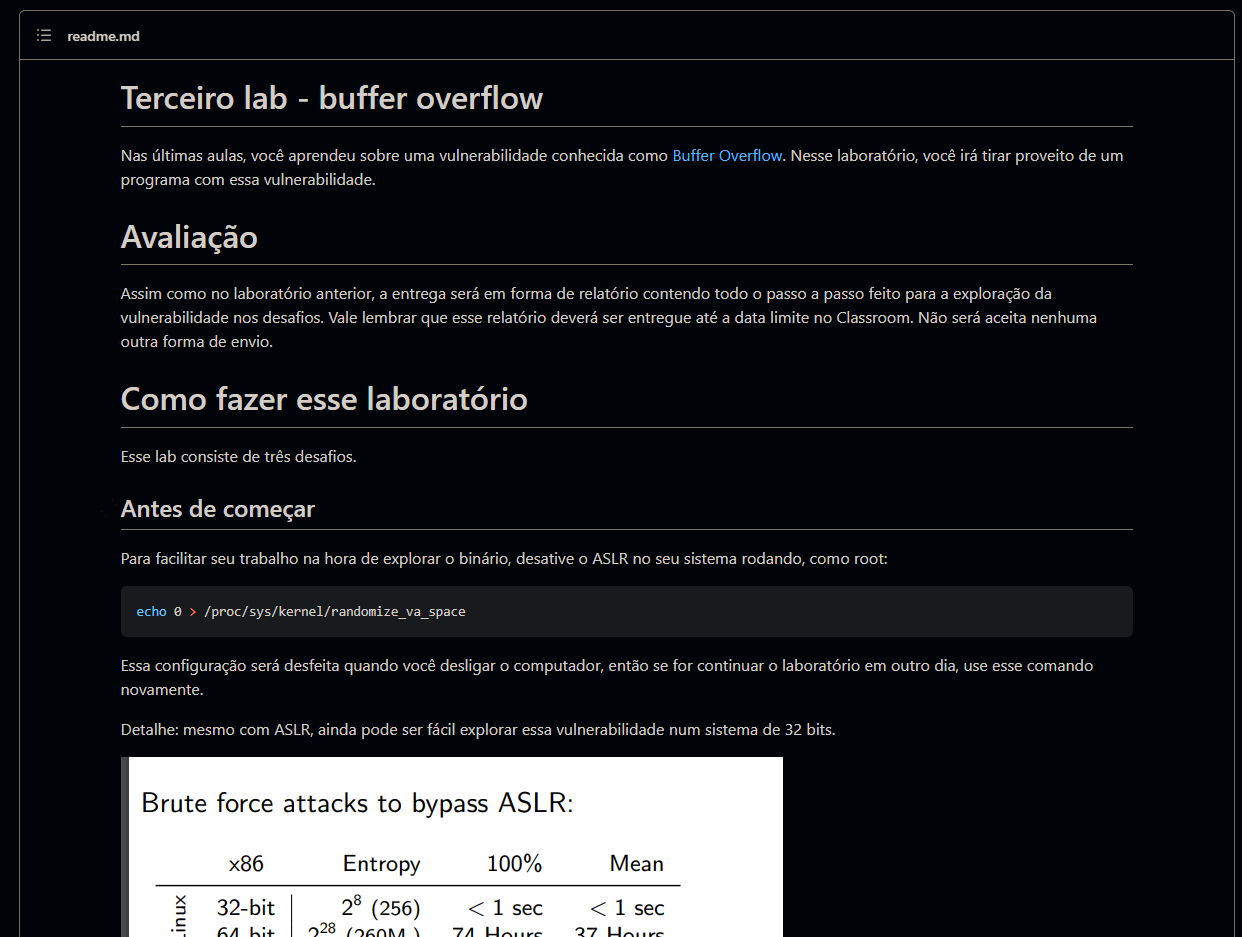 readme.md
Terceiro lab - buffer overflow
Nas últimas aulas, você aprendeu sobre uma vulnerabilidade conhecida como Buffer Overflow. Nesse laboratório, você irá tirar proveito de um
programa com essa vulnerabilidade.
Avaliação
Assim como no laboratório anterior, a entrega será em forma de relatório contendo todo o passo a passo feito para a exploração da
vulnerabilidade nos desafios. Vale lembrar que esse relatório deverá ser entregue até a data limite no Classroom. Não será aceita nenhuma
outra forma de envio.
Como fazer esse laboratório
Esse lab consiste de três desafios.
Antes de começar
Para facilitar seu trabalho na hora de explorar o binário, desative o ASLR no seu sistema rodando, como root:
echo 0 > /proc/sys/kernel/randomize_va_space
Essa configuração será desfeita quando você desligar o computador, então se for continuar o laboratório em outro dia, use esse comando
novamente.
Detalhe: mesmo com ASLR, ainda pode ser fácil explorar essa vulnerabilidade num sistema de 32 bits.
Brute force attacks to bypass ASLR:
x86 Entropy 100% Mean
32-bit 2⁸ (256) < 1 sec < 1 sec
64-bit 2²⁸ (260M ) 74 Hours 37 Hours